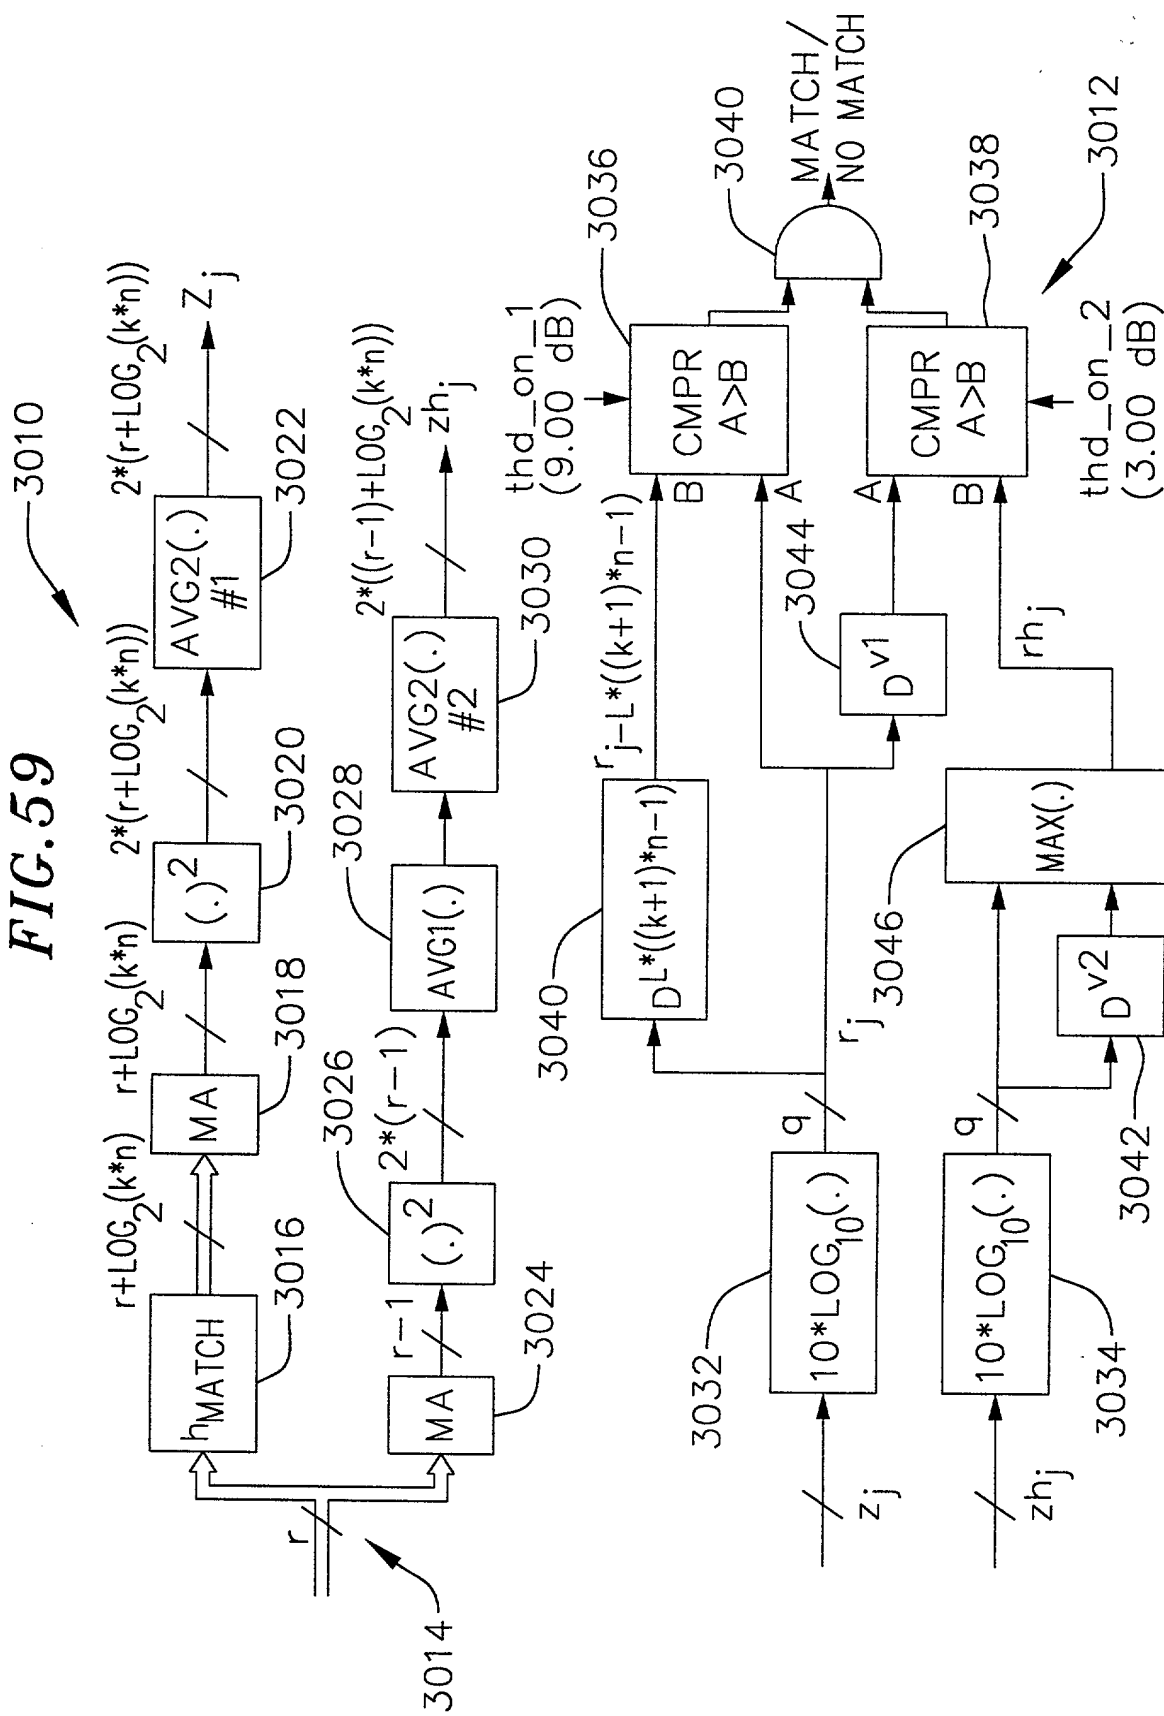 FIG.59
3010
r+LOG2(k*n)
r+LOG2(k*n)
2*(r+LOG2(k*n))
2*(r+LOG2(k*n))
hMATCH
MA
(.)2
AVG2(.)
#1
Zj
3016
3018
3020
3022
r
3014
r-1
3026
2*(r-1)
3028
2*((r-1)+LOG2(k*n))
MA
(.)2
AVG1(.)
AVG2(.)
#2
zhj
3024
3030
3040
DL*((k+1)*n-1)
rj-L*((k+1)*n-1)
thd_on_1
(9.00 dB)
3036
B
CMPR
A>B
A
3040
MATCH/
NO MATCH
3032
zj
10*LOG10(.)
q
rj
3044
Dv1
A
CMPR
A>B
B
3038
thd_on_2
(3.00 dB)
3012
3046
zhj
10*LOG10(.)
q
MAX(.)
rhj
3034
Dv2
3042